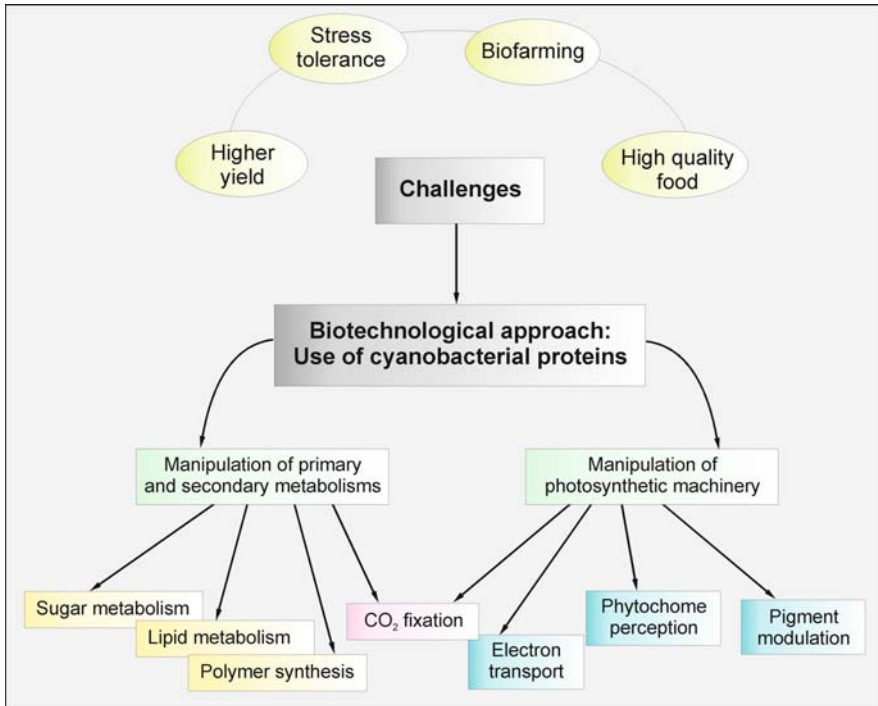 Stress
tolerance
Biofarming
Higher
yield
High quality
food
Challenges
Biotechnological approach:
Use of cyanobacterial proteins
Manipulation of primary
and secondary metabolisms
Manipulation of
photosynthetic machinery
Sugar metabolism
Lipid metabolism
Polymer synthesis
CO₂ fixation
Electron
transport
Phytochome
perception
Pigment
modulation